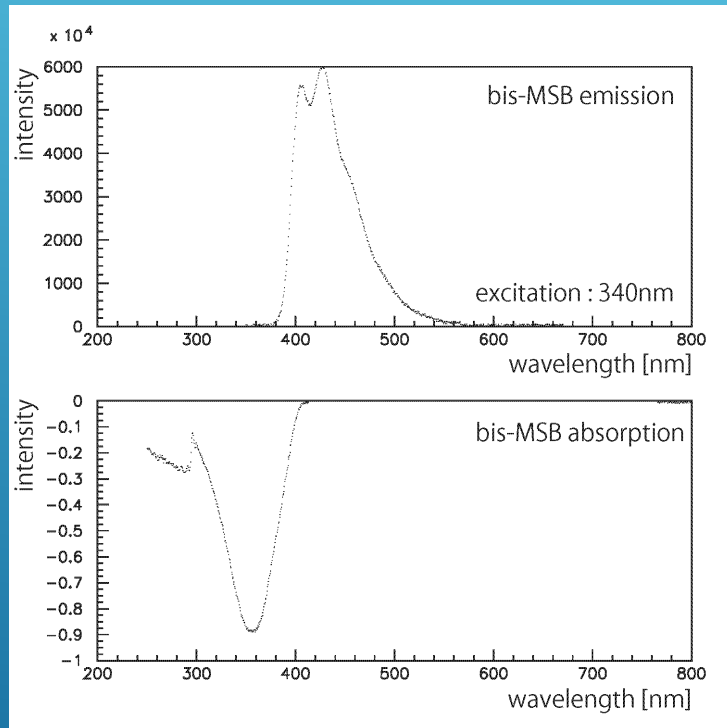 x 10⁴
6000
5000
4000
3000
2000
1000
0
intensity
bis-MSB emission
excitation : 340nm
200 300 400 500 600 700 800
wavelength [nm]
0
-0.1
-0.2
-0.3
-0.4
-0.5
-0.6
-0.7
-0.8
-0.9
-1
intensity
bis-MSB absorption
200 300 400 500 600 700 800
wavelength [nm]